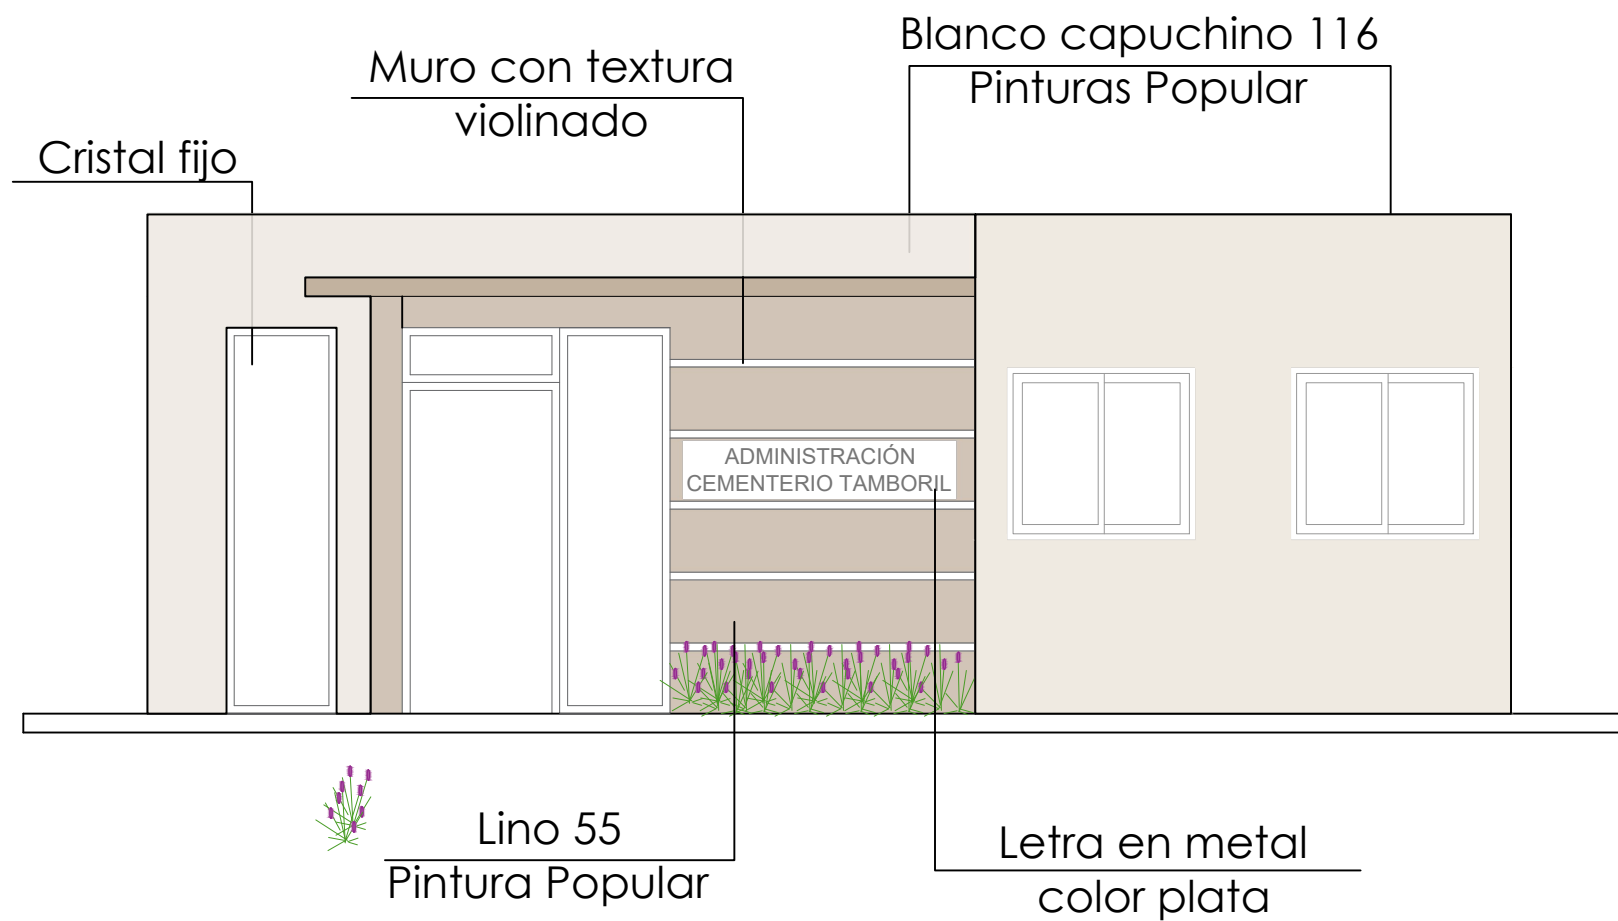 Blanco capuchino 116
Pinturas Popular
Muro con textura
violinado
Cristal fijo
ADMINISTRACIÓN
CEMENTERIO TAMBORIL
Lino 55
Pintura Popular
Letra en metal
color plata